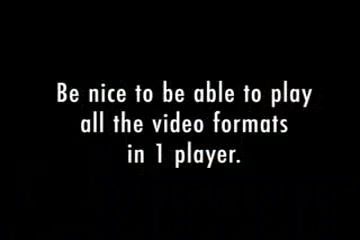 Be nice to be able to play
all the video formats
in 1 player.